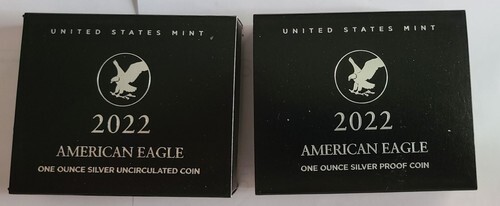 UNITED STATES MINT
2022
AMERICAN EAGLE
ONE OUNCE SILVER UNCIRCULATED COIN
UNITED STATES MINT
2022
AMERICAN EAGLE
ONE OUNCE SILVER PROOF COIN